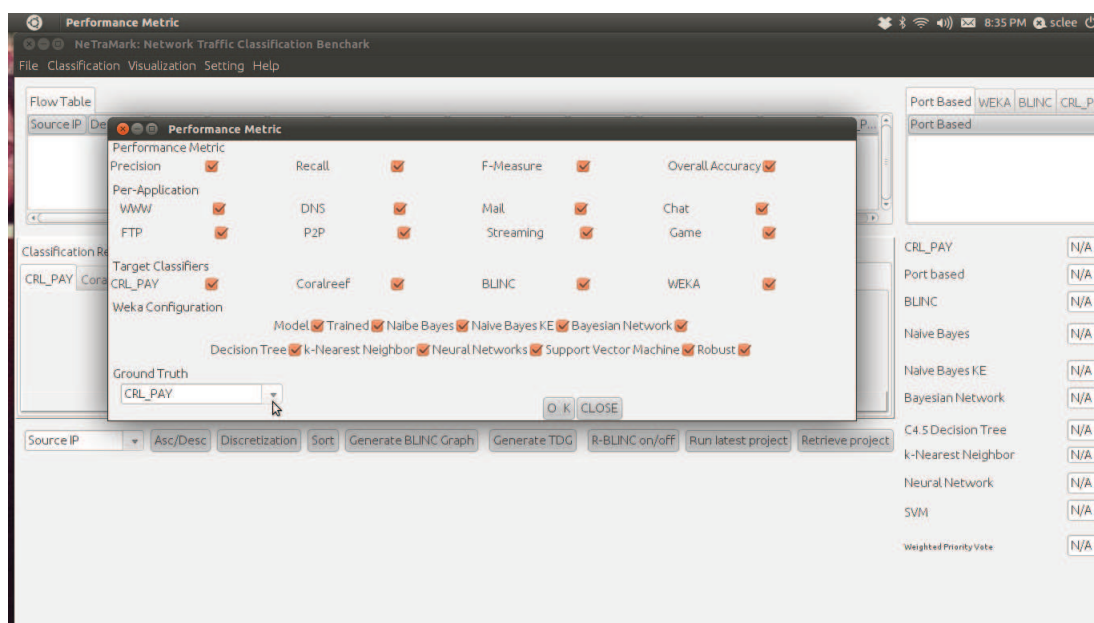 Performance Metric 8:35 PM sclee
NeTraMark: Network Traffic Classification Benchark
File Classification Visualization Setting Help
Flow Table
Source IP De
P...
Port Based WEKA BLINC CRL_P
Port Based
Performance Metric
Performance Metric
Precision Recall F-Measure Overall Accuracy
Per-Application
WWW DNS Mail Chat
FTP P2P Streaming Game
Target Classifiers
CRL_PAY Coralreef BLINC WEKA
Weka Configuration
Model Trained Naibe Bayes Naive Bayes KE Bayesian Network
Decision Tree k-Nearest Neighbor Neural Networks Support Vector Machine Robust
Ground Truth
CRL_PAY
O K CLOSE
Classification Re
CRL_PAY Cora
Source IP Asc/Desc Discretization Sort Generate BLINC Graph Generate TDG R-BLINC on/off Run latest project Retrieve project
CRL_PAY N/A
Port based N/A
BLINC N/A
Naive Bayes N/A
Naive Bayes KE N/A
Bayesian Network N/A
C4.5 Decision Tree N/A
k-Nearest Neighbor N/A
Neural Network N/A
SVM N/A
Weighted Priority Vote N/A